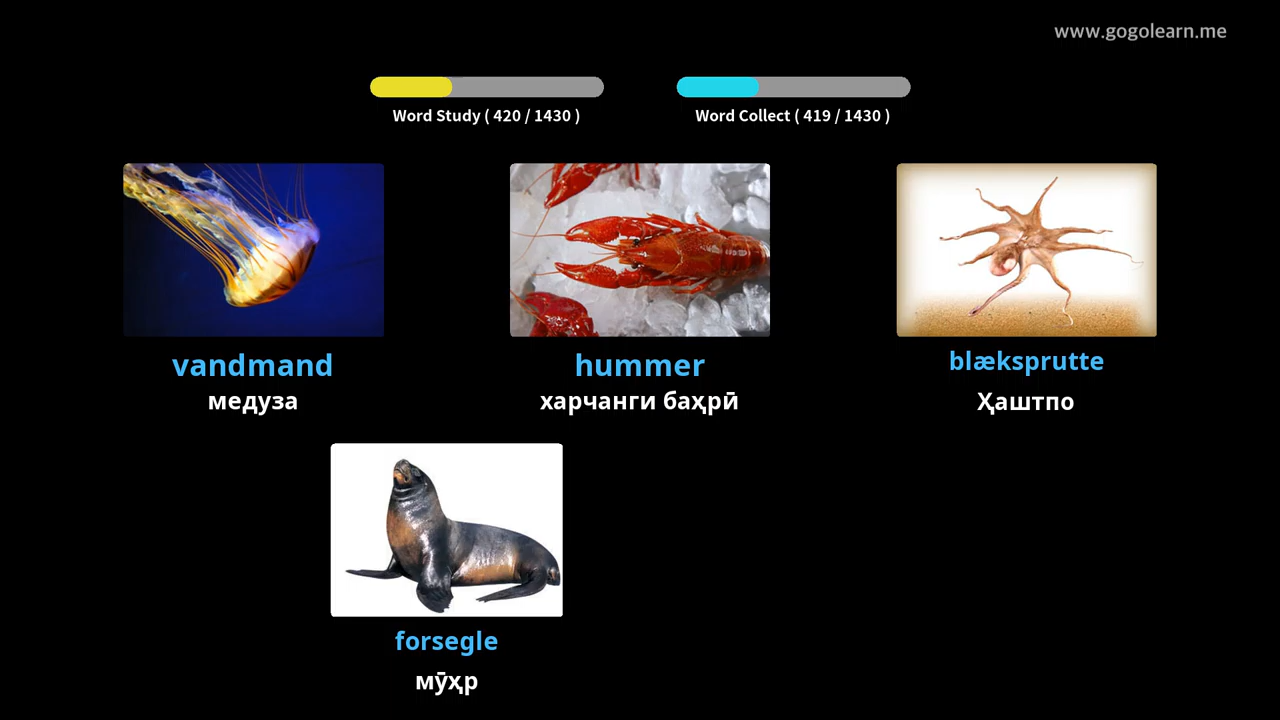 www.gogolearn.me
Word Study ( 420 / 1430 )
Word Collect ( 419 / 1430 )
vandmand
медуза
hummer
харчанги баҳрӣ
blæksprutte
Ҳаштпо
forsegle
мӯҳр